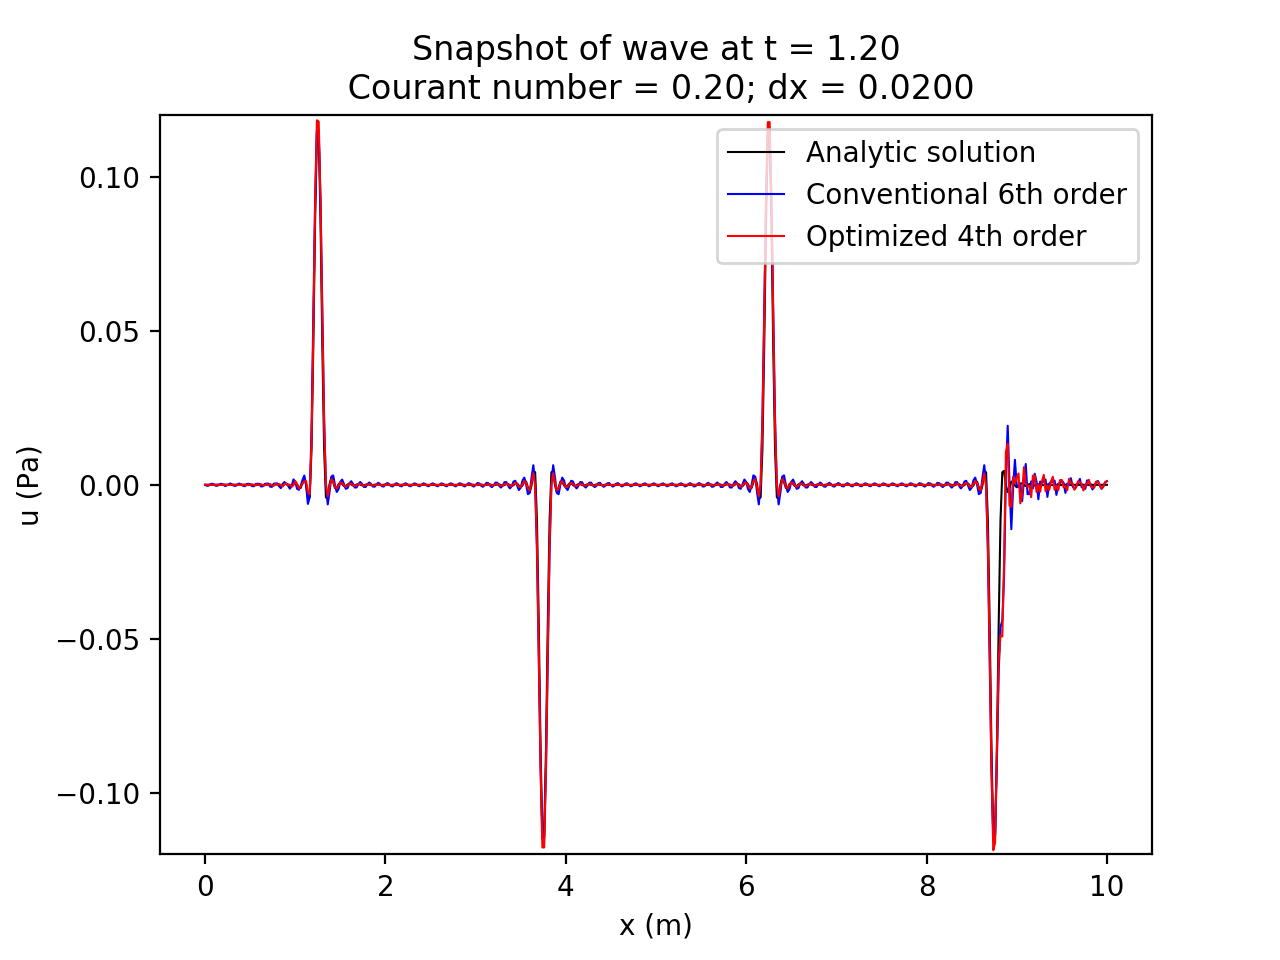 Snapshot of wave at t = 1.20
Courant number = 0.20; dx = 0.0200
Analytic solution
Conventional 6th order
Optimized 4th order
0.10
0.05
0.00
−0.05
−0.10
u (Pa)
0 2 4 6 8 10
x (m)